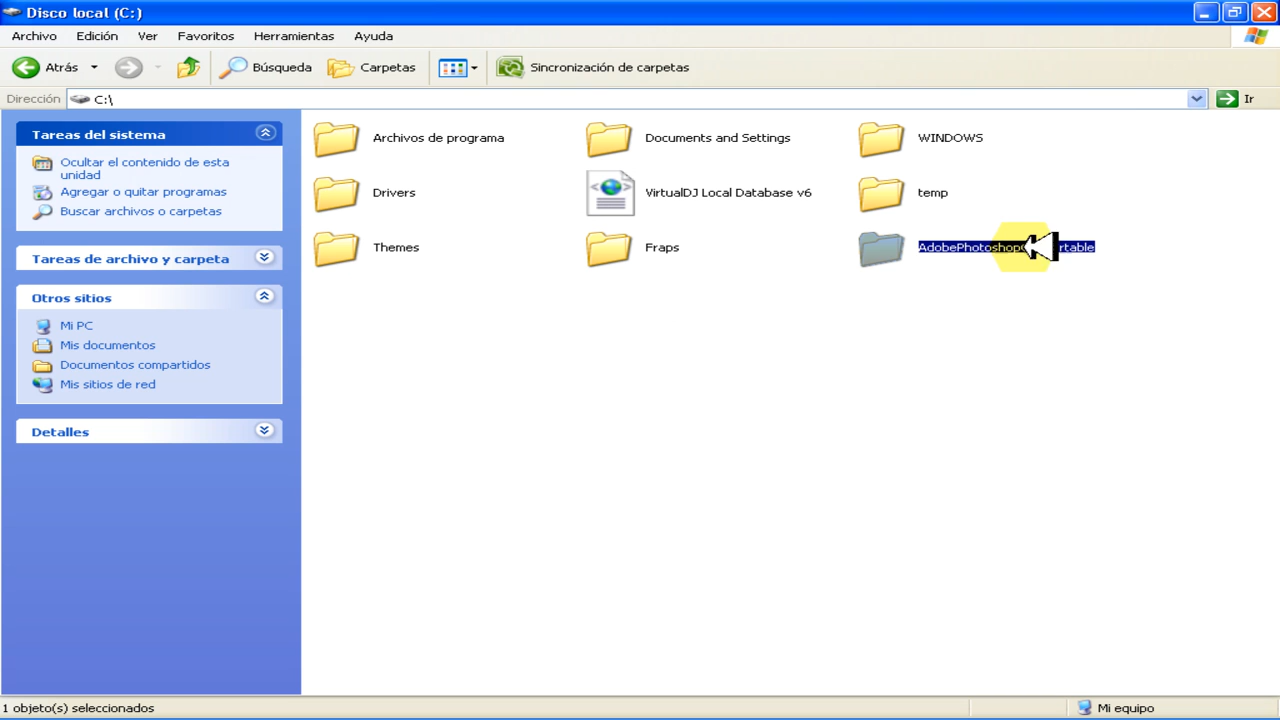 Disco local (C:)
Archivo Edición Ver Favoritos Herramientas Ayuda
Atrás Búsqueda Carpetas Sincronización de carpetas
Dirección C:\ Ir
Tareas del sistema
Ocultar el contenido de esta
unidad
Agregar o quitar programas
Buscar archivos o carpetas
Tareas de archivo y carpeta
Otros sitios
Mi PC
Mis documentos
Documentos compartidos
Mis sitios de red
Detalles
Archivos de programa Documents and Settings WINDOWS
Drivers VirtualDJ Local Database v6 temp
Themes Fraps
1 objeto(s) seleccionados Mi equipo